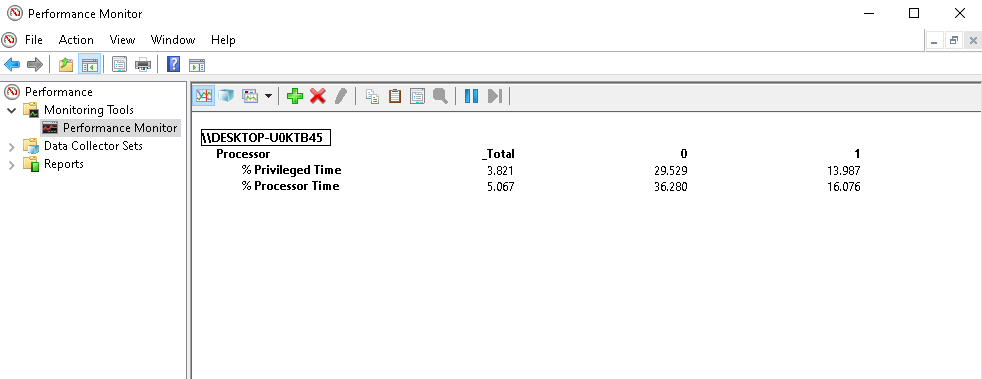 Performance Monitor
File Action View Window Help
Performance
Monitoring Tools
Performance Monitor
Data Collector Sets
Reports
\\DESKTOP-U0KTB45
Processor _Total 0 1
% Privileged Time 3.821 29.529 13.987
% Processor Time 5.067 36.280 16.076